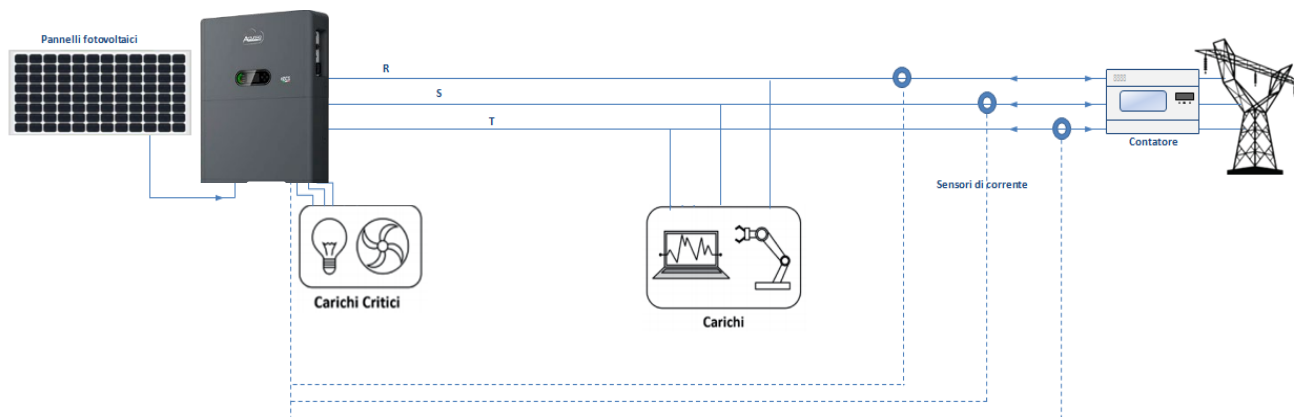 Pannelli fotovoltaici
R
S
T
Contatore
Sensori di corrente
Carichi Critici
Carichi